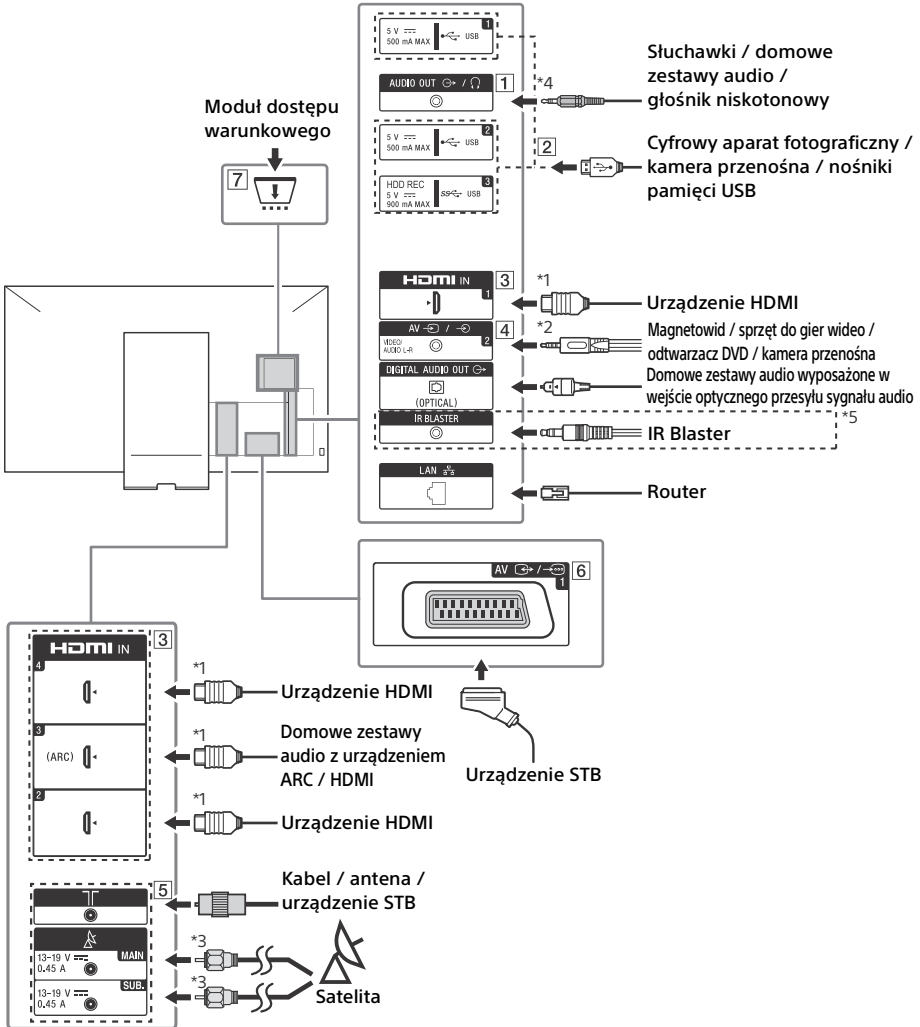 5 V
500 mA MAX
USB
1
AUDIO OUT /
1
*4
Słuchawki / domowe
zestawy audio /
głośnik niskotonowy
Moduł dostępu
warunkowego
7
5 V
500 mA MAX
USB
2
2
HDD REC
5 V
900 mA MAX
SS
USB
3
Cyfrowy aparat fotograficzny /
kamera przenośna / nośniki
pamięci USB
HDMI IN
3
1
*1
Urządzenie HDMI
AV /
4
VIDEO/
AUDIO L-R
2
*2
Magnetowid / sprzęt do gier wideo /
odtwarzacz DVD / kamera przenośna
DIGITAL AUDIO OUT
(OPTICAL)
Domowe zestawy audio wyposażone w
wejście optycznego przesyłu sygnału audio
IR BLASTER
IR Blaster
*5
LAN
Router
AV /
1
6
Urządzenie STB
3
HDMI IN
4
*1
Urządzenie HDMI
3
(ARC)
*1
Domowe zestawy
audio z urządzeniem
ARC / HDMI
2
*1
Urządzenie HDMI
5
Kabel / antena /
urządzenie STB
MAIN
13-19 V
0.45 A
*3
SUB.
13-19 V
0.45 A
*3
Satelita